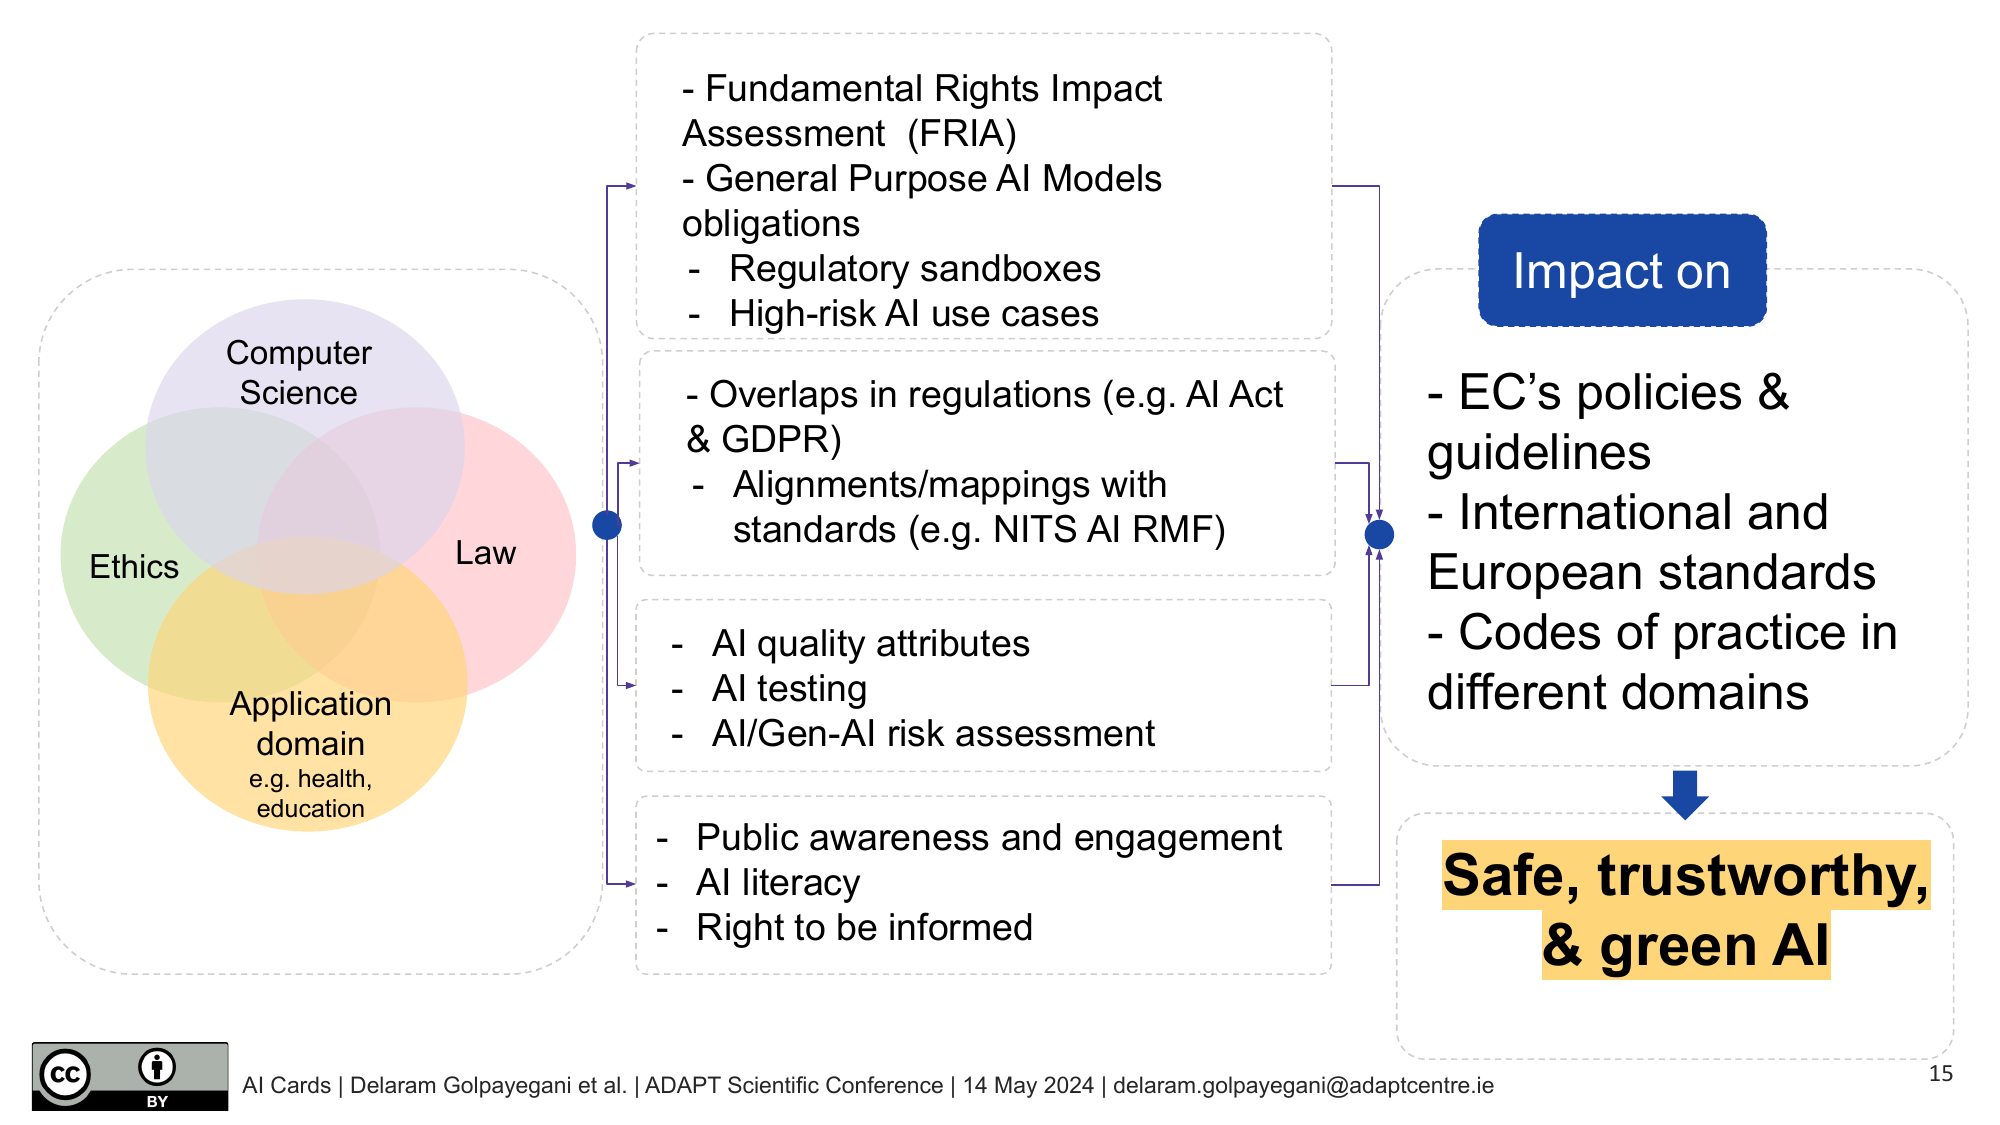 Computer
Science
Ethics
Law
Application
domain
e.g. health,
education
- Fundamental Rights Impact
Assessment  (FRIA)
- General Purpose AI Models
obligations
- Regulatory sandboxes
- High-risk AI use cases
- Overlaps in regulations (e.g. AI Act
& GDPR)
- Alignments/mappings with
standards (e.g. NITS AI RMF)
- AI quality attributes
- AI testing
- AI/Gen-AI risk assessment
- Public awareness and engagement
- AI literacy
- Right to be informed
Impact on
- EC’s policies &
guidelines
- International and
European standards
- Codes of practice in
different domains
Safe, trustworthy,
& green AI
cc
BY
AI Cards | Delaram Golpayegani et al. | ADAPT Scientific Conference | 14 May 2024 | delaram.golpayegani@adaptcentre.ie
15